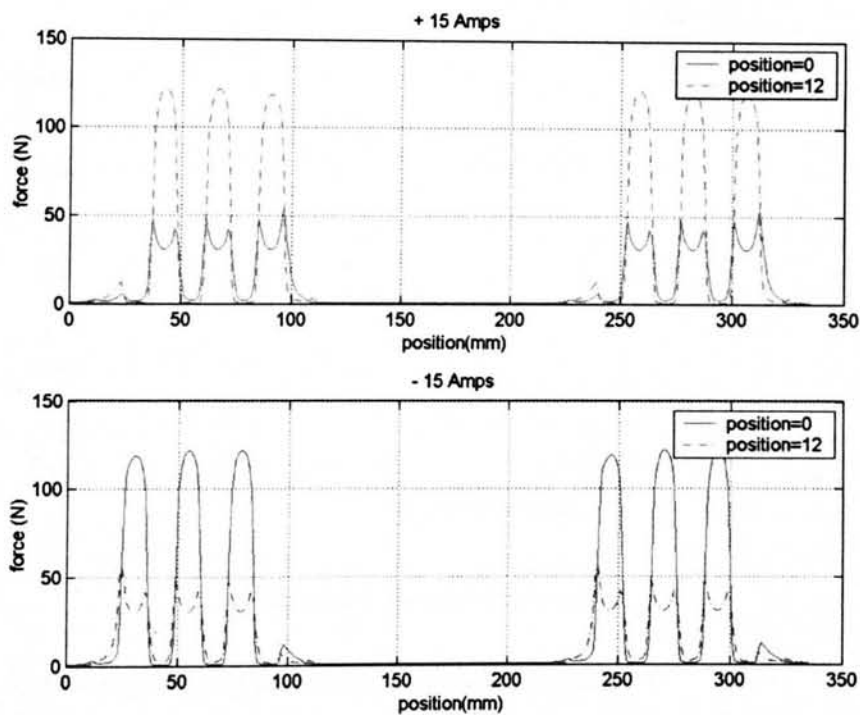 + 15 Amps
150
100
50
0
force (N)
position=0
position=12
0 50 100 150 200 250 300 350
position(mm)
- 15 Amps
150
100
50
0
force (N)
position=0
position=12
0 50 100 150 200 250 300 350
position(mm)